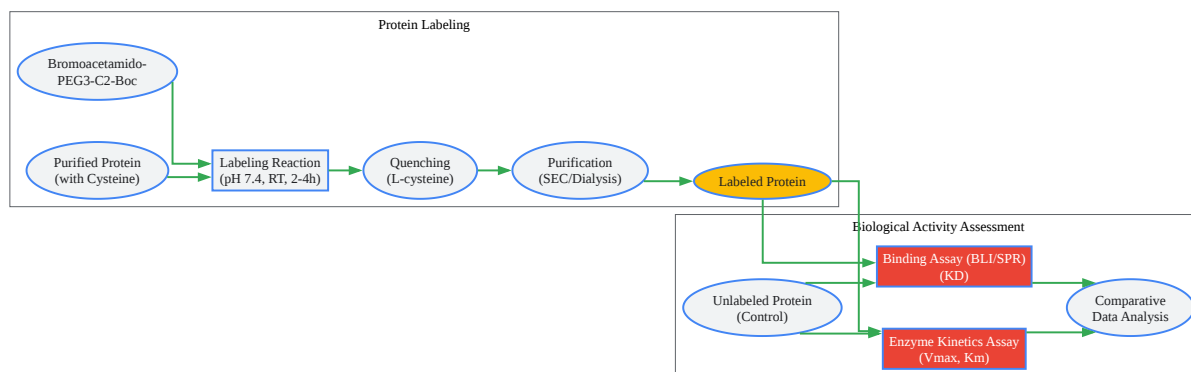 Protein Labeling
Bromoacetamido-
PEG3-C2-Boc
Purified Protein
(with Cysteine)
Labeling Reaction
(pH 7.4, RT, 2-4h)
Quenching
(L-cysteine)
Purification
(SEC/Dialysis)
Labeled Protein
Biological Activity Assessment
Unlabeled Protein
(Control)
Binding Assay (BLI/SPR)
(KD)
Enzyme Kinetics Assay
(Vmax, Km)
Comparative
Data Analysis